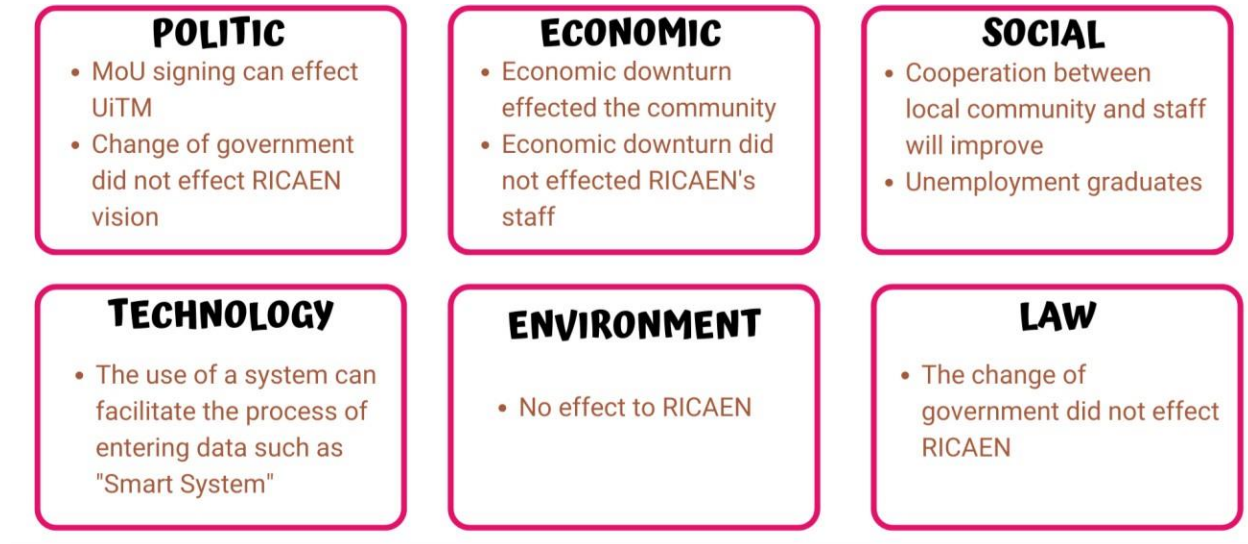 POLITIC
• MoU signing can effect
UiTM
• Change of government
did not effect RICAEN
vision
ECONOMIC
• Economic downturn
effected the community
• Economic downturn did
not effected RICAEN's
staff
SOCIAL
• Cooperation between
local community and staff
will improve
• Unemployment graduates
TECHNOLOGY
• The use of a system can
facilitate the process of
entering data such as
"Smart System"
ENVIRONMENT
• No effect to RICAEN
LAW
• The change of
government did not effect
RICAEN